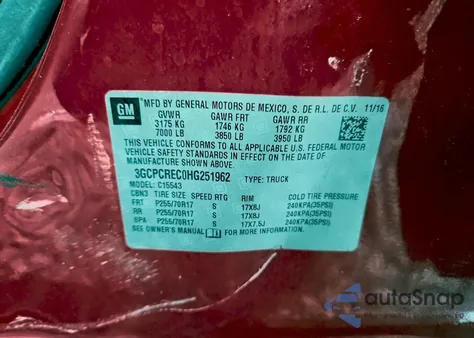 GM
MFD BY GENERAL MOTORS DE MEXICO, S. DE R.L. DE C.V. 11/16
GVWR GAWR FRT GAWR RR
3175 KG 1746 KG 1792 KG
7000 LB 3850 LB 3950 LB
THIS VEHICLE CONFORMS TO ALL APPLICABLE U.S. FEDERAL MOTOR
VEHICLE SAFETY AND THEFT PREVENTION STANDARDS IN
EFFECT ON THE DATE OF MANUFACTURE SHOWN ABOVE.
3GCPCREC0HG251962 TYPE: TRUCK
MODEL: C15543
CBN3 TIRE SIZE SPEED RTG RIM COLD TIRE PRESSURE
FRT P255/70R17 S 17X8J 240KPA(35PSI)
RR P255/70R17 S 17X8J 240KPA(35PSI)
SPA P255/70R17 S 17X7.5J 240KPA(35PSI)
SEE OWNER'S MANUAL FOR MORE INFORMATION.
autaSnap